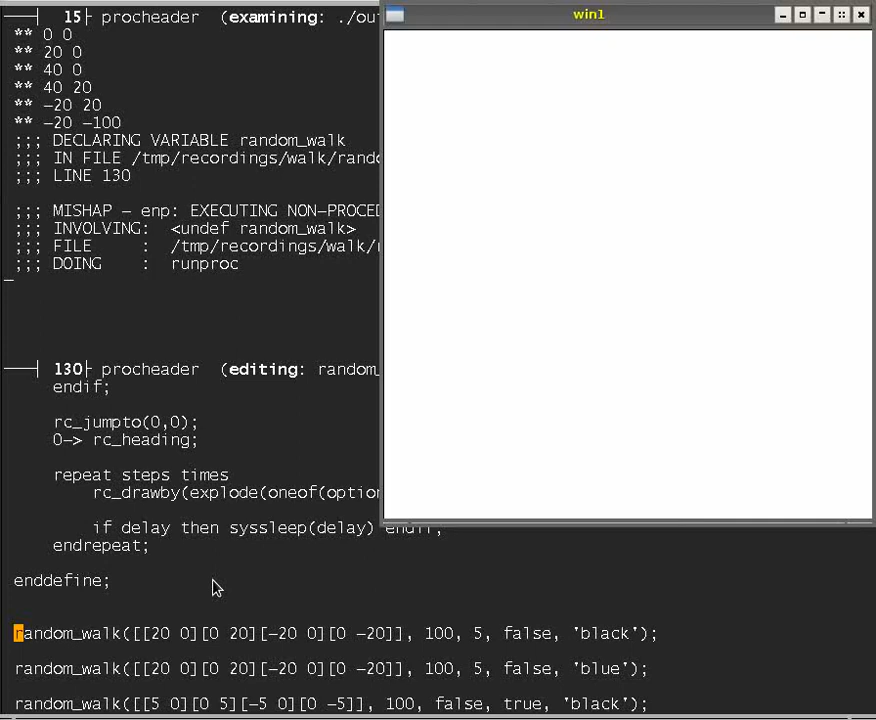 15 procheader (examining: ./ou
** 0 0
** 20 0
** 40 0
** 40 20
** -20 20
** -20 -100
;;; DECLARING VARIABLE random_walk
;;; IN FILE /tmp/recordings/walk/rand
;;; LINE 130
;;; MISHAP - enp: EXECUTING NON-PROCED
;;; INVOLVING: <undef random_walk>
;;; FILE : /tmp/recordings/walk/
;;; DOING : runproc
win1
130 procheader (editing: random_
endif;
rc_jumpto(0,0);
0-> rc_heading;
repeat steps times
rc_drawby(explode(oneof(option
if delay then syssleep(delay) endif;
endrepeat;
enddefine;
random_walk([[20 0][0 20][-20 0][0 -20]], 100, 5, false, 'black');
random_walk([[20 0][0 20][-20 0][0 -20]], 100, 5, false, 'blue');
random_walk([[5 0][0 5][-5 0][0 -5]], 100, false, true, 'black');